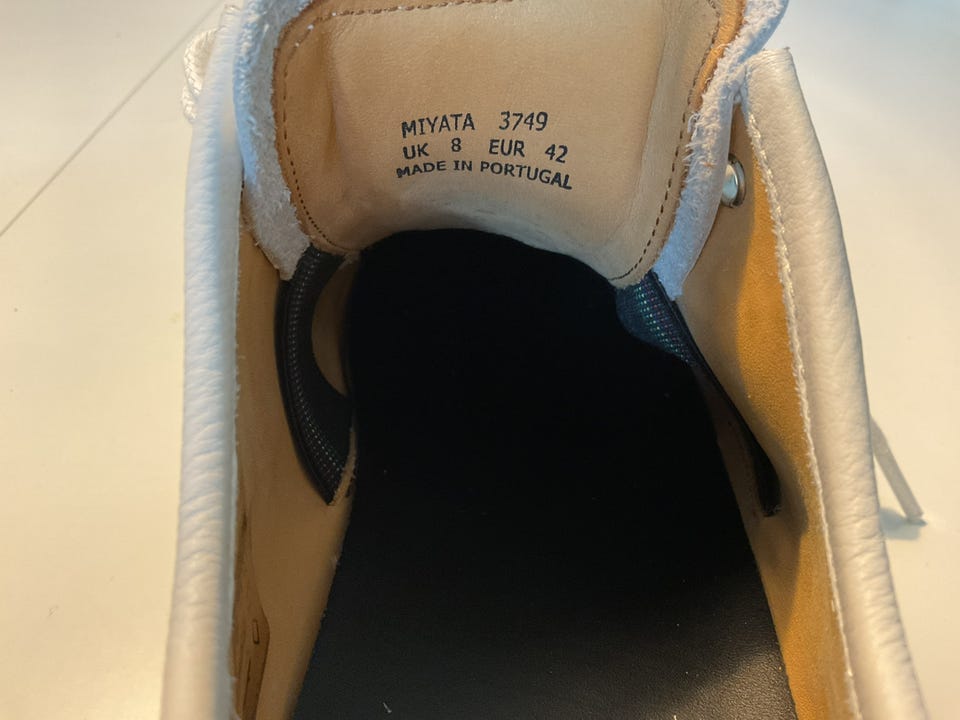 MIYATA 3749
UK 8 EUR 42
MADE IN PORTUGAL